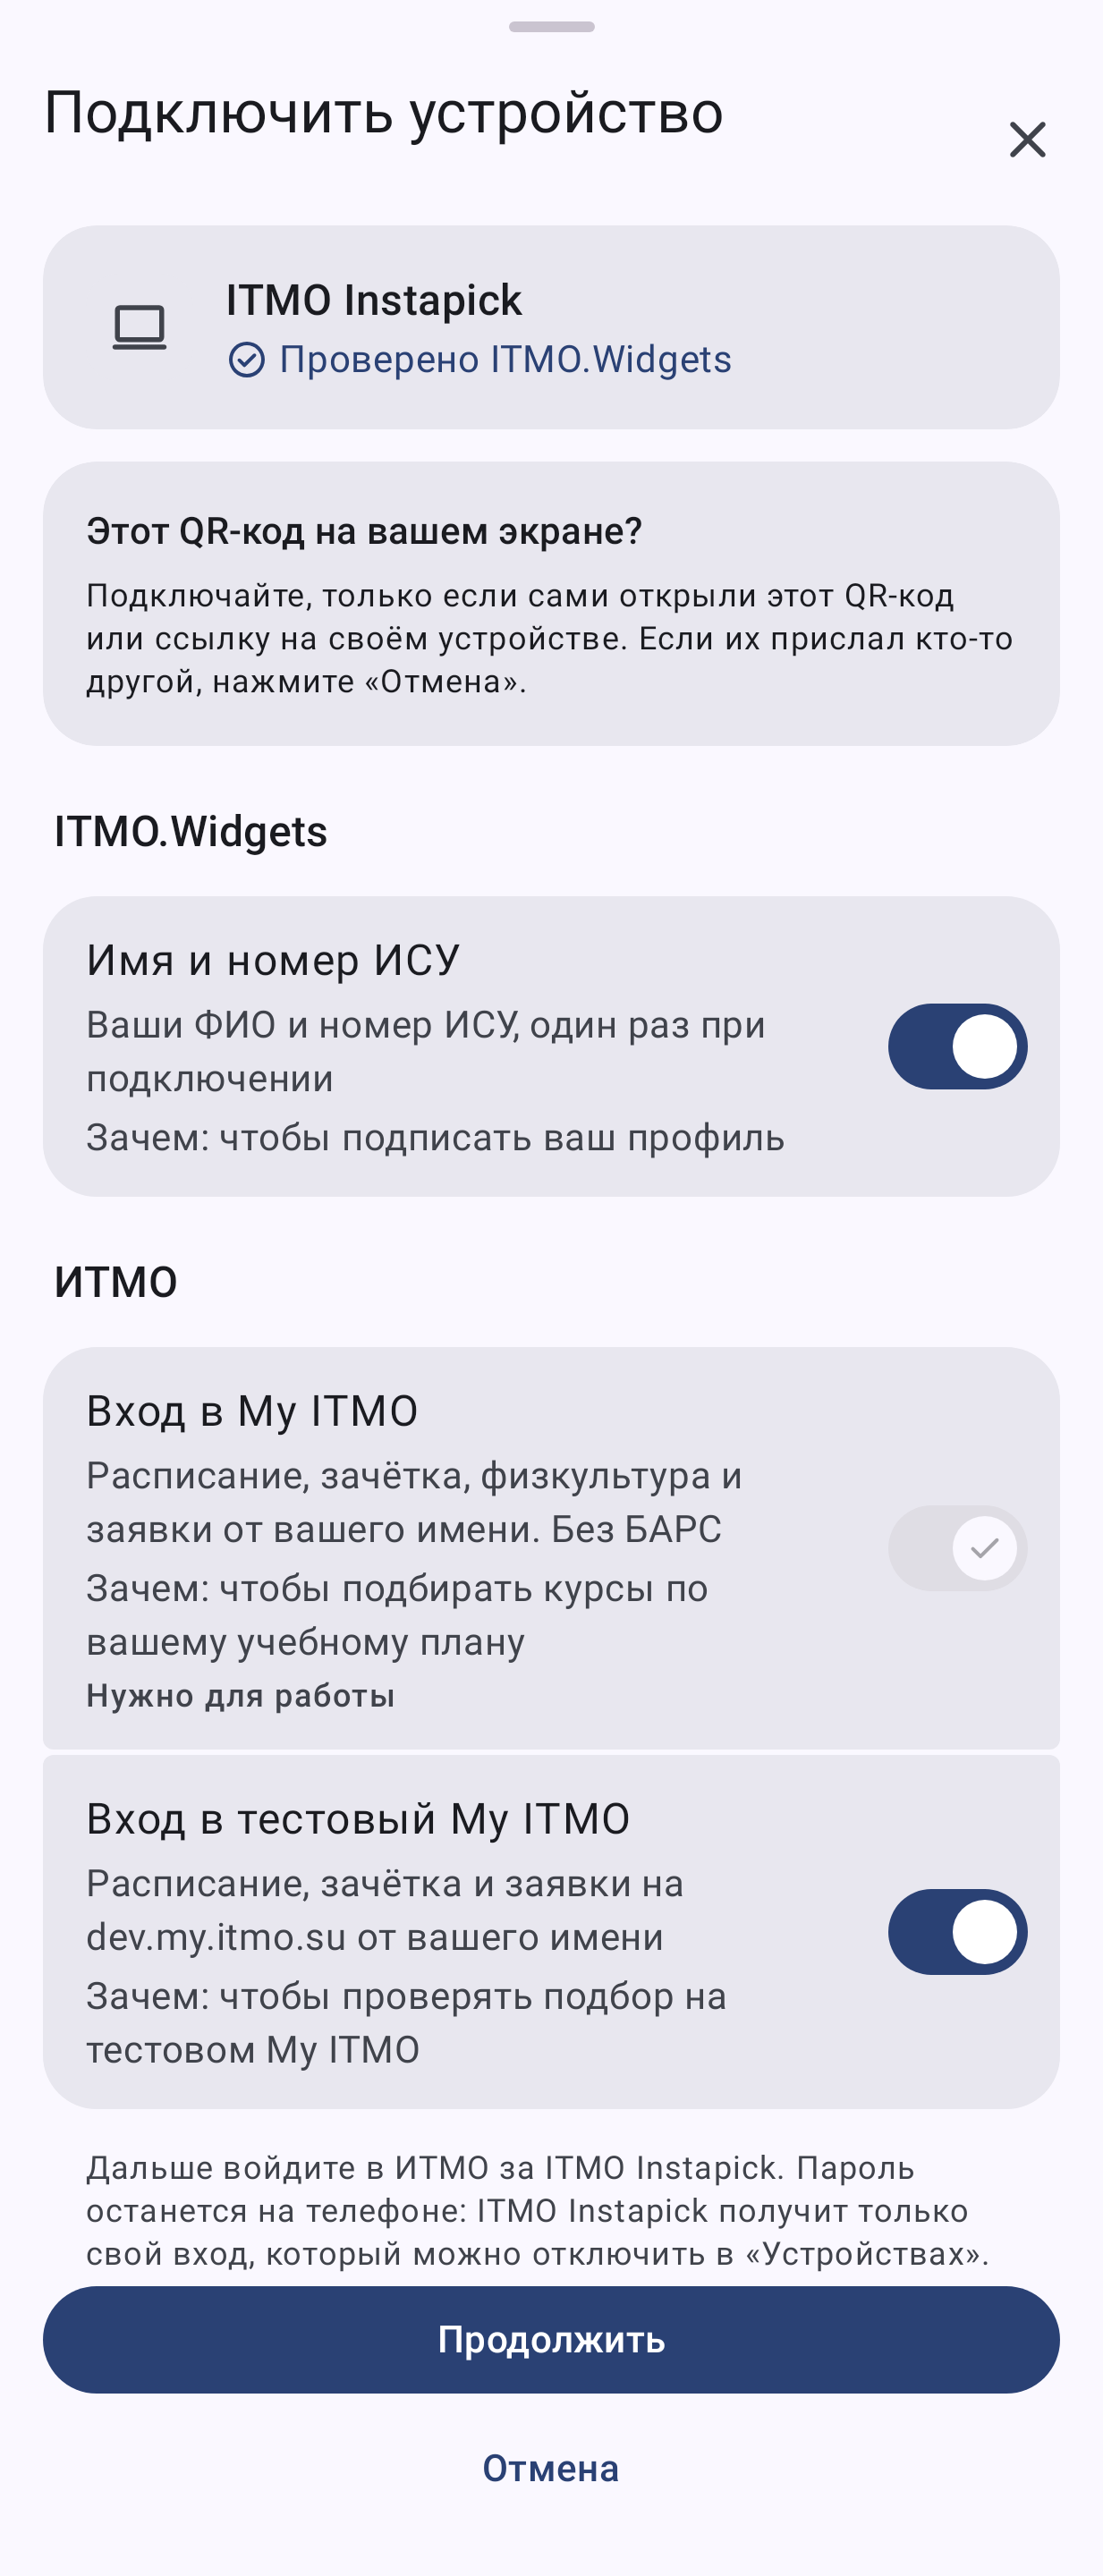 Подключить устройство
ITMO Instapick
Проверено ITMO.Widgets
Этот QR-код на вашем экране?
Подключайте, только если сами открыли этот QR-код
или ссылку на своём устройстве. Если их прислал кто-то
другой, нажмите «Отмена».
ITMO.Widgets
Имя и номер ИСУ
Ваши ФИО и номер ИСУ, один раз при
подключении
Зачем: чтобы подписать ваш профиль
ИТМО
Вход в My ITMO
Расписание, зачётка, физкультура и
заявки от вашего имени. Без БАРС
Зачем: чтобы подбирать курсы по
вашему учебному плану
Нужно для работы
Вход в тестовый My ITMO
Расписание, зачётка и заявки на
dev.my.itmo.su от вашего имени
Зачем: чтобы проверять подбор на
тестовом My ITMO
Дальше войдите в ИТМО за ITMO Instapick. Пароль
останется на телефоне: ITMO Instapick получит только
свой вход, который можно отключить в «Устройствах».
Продолжить
Отмена